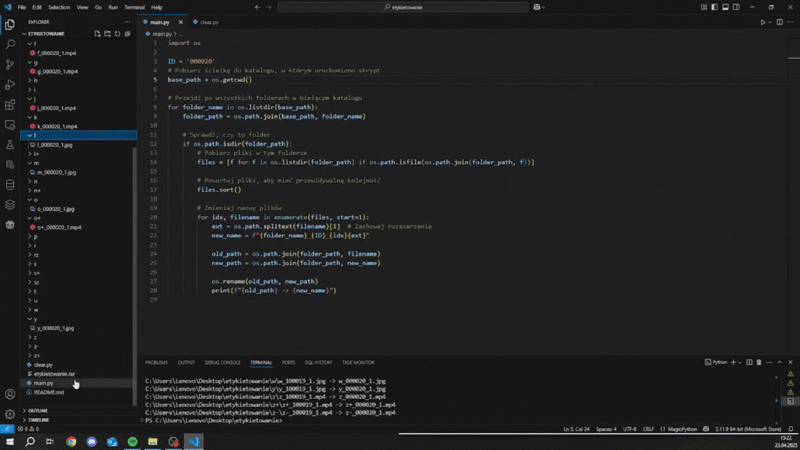 File Edit Selection View Go Run Terminal Help
etykietowanie
EXPLORER
main.py
clear.py
ETYKIETOWANIE
main.py > ...
f
f_000020_1.mp4
g
g_000020_1.mp4
h
i
j
j_000020_1.mp4
k
k_000020_1.mp4
l
l_000020_1.jpg
l+
m
m_000020_1.jpg
n
n+
o
o_000020_1.jpg
o+
o+_000020_1.mp4
p
r
rz
s
s+
sz
t
u
w
y
y_000020_1.jpg
z
z-
z+
clear.py
etykietowanie.rar
main.py
README.md
OUTLINE
TIMELINE
1 import os
2
3 ID = '000020'
4 # Pobierz ścieżkę do katalogu, w którym uruchomiono skrypt
5 base_path = os.getcwd()
6
7 # Przejdź po wszystkich folderach w bieżącym katalogu
8 for folder_name in os.listdir(base_path):
9 folder_path = os.path.join(base_path, folder_name)
10
11 # Sprawdź, czy to folder
12 if os.path.isdir(folder_path):
13 # Pobierz pliki w tym folderze
14 files = [f for f in os.listdir(folder_path) if os.path.isfile(os.path.join(folder_path, f))]
15
16 # Posortuj pliki, aby mieć przewidywalną kolejność
17 files.sort()
18
19 # Zmieniaj nazwy plików
20 for idx, filename in enumerate(files, start=1):
21 ext = os.path.splitext(filename)[1] # Zachowaj rozszerzenie
22 new_name = f"{folder_name}_{ID}_{idx}{ext}"
23
24 old_path = os.path.join(folder_path, filename)
25 new_path = os.path.join(folder_path, new_name)
26
27 os.rename(old_path, new_path)
28 print(f"{old_path} -> {new_name}")
29
PROBLEMS OUTPUT DEBUG CONSOLE TERMINAL PORTS SQL HISTORY TASK MONITOR
Python
C:\Users\Lenovo\Desktop\etykietowanie\w\w_100019_1.jpg -> w_000020_1.jpg
C:\Users\Lenovo\Desktop\etykietowanie\y\y_100019_1.jpg -> y_000020_1.jpg
C:\Users\Lenovo\Desktop\etykietowanie\z\z_100019_1.mp4 -> z_000020_1.mp4
C:\Users\Lenovo\Desktop\etykietowanie\z+\z+_100019_1.mp4 -> z+_000020_1.mp4
C:\Users\Lenovo\Desktop\etykietowanie\z-\z-_100019_1.mp4 -> z-_000020_1.mp4
PS C:\Users\Lenovo\Desktop\etykietowanie>
Ln 5, Col 24 Spaces: 4 UTF-8 CRLF MagicPython 3.11.9 64-bit (Microsoft Store)
19:22
23.04.2025